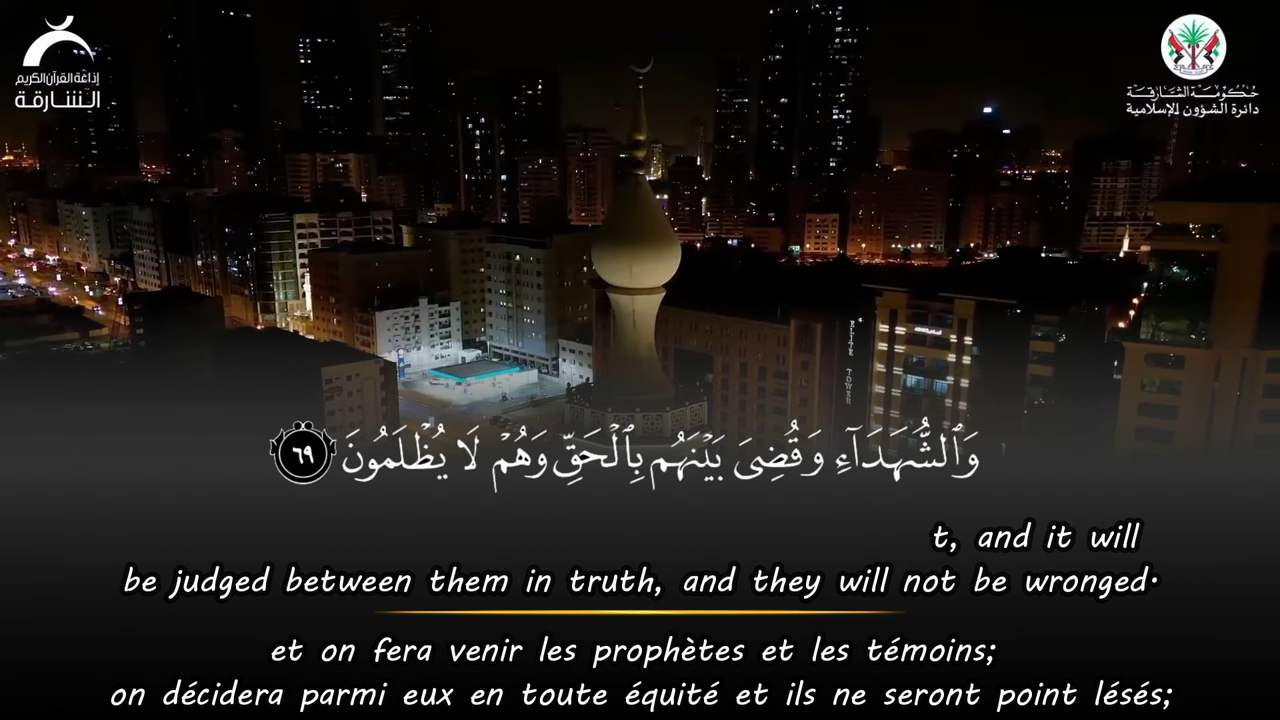 إذاعة القرآن الكريم
الشارقة
حكومة الشارقة
دائرة الشؤون الإسلامية
وَٱلشُّهَدَآءِ وَقُضِىَ بَيْنَهُم بِٱلْحَقِّ وَهُمْ لَا يُظْلَمُونَ ٦٩
t, and it will
be judged between them in truth, and they will not be wronged·
et on fera venir les prophètes et les témoins;
on décidera parmi eux en toute équité et ils ne seront point lésés;